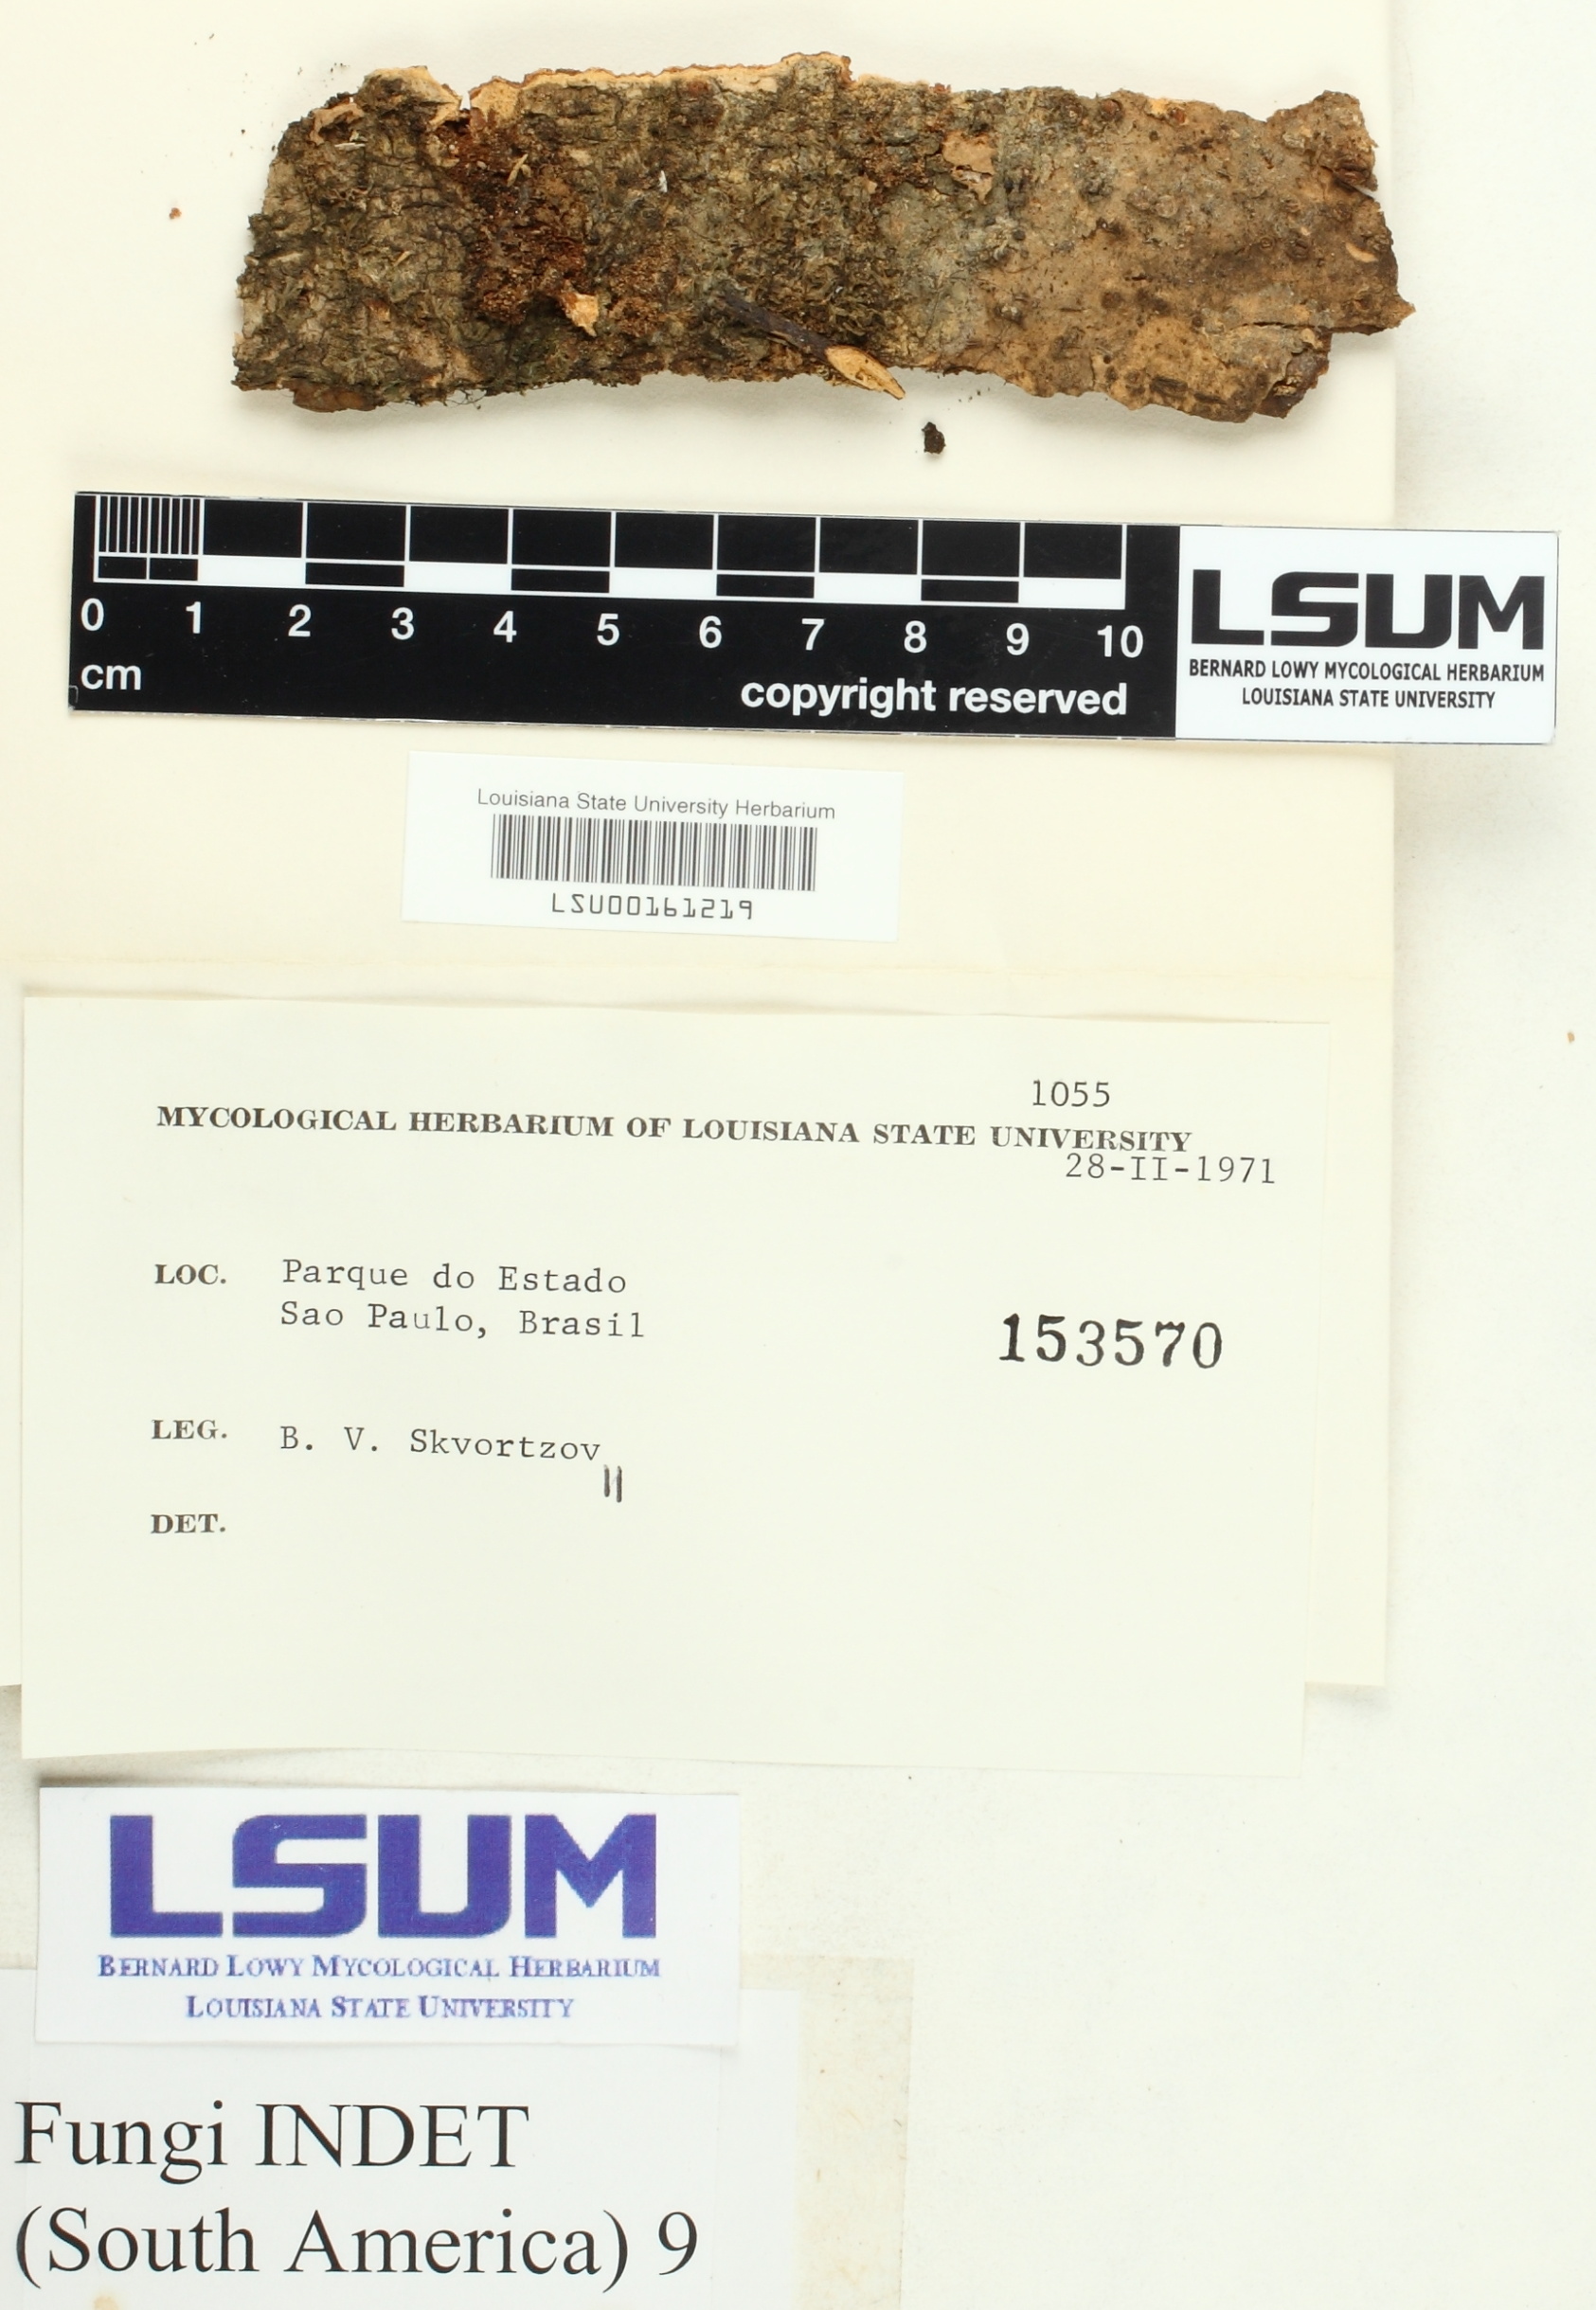 0 1 2 3 4 5 6 7 8 9 10
cm
copyright reserved
LSUM
BERNARD LOWY MYCOLOGICAL HERBARIUM
LOUISIANA STATE UNIVERSITY
Louisiana State University Herbarium
LSU00161219
1055
MYCOLOGICAL HERBARIUM OF LOUISIANA STATE UNIVERSITY
28-II-1971
LOC. Parque do Estado
Sao Paulo, Brasil
153570
LEG. B. V. Skvortzov
11
DET.
LSUM
BERNARD LOWY MYCOLOGICAL HERBARIUM
LOUISIANA STATE UNIVERSITY
Fungi INDET
(South America) 9